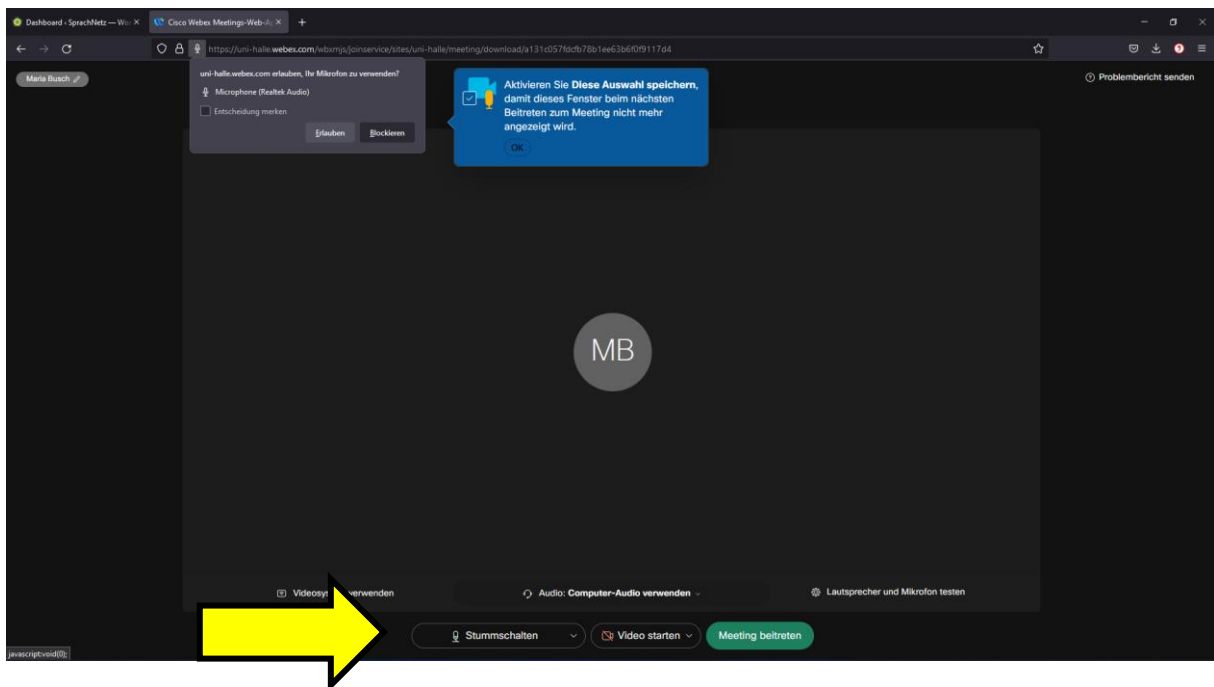 Dashboard ‹ SprachNetz — Wo
Cisco Webex Meetings-Web-A
https://uni-halle.webex.com/wbxmjs/joinservice/sites/uni-halle/meeting/download/a131c057fdcfb78b1ee63b6f0f9117d4
Maria Busch
Problembericht senden
uni-halle.webex.com erlauben, Ihr Mikrofon zu verwenden?
Microphone (Realtek Audio)
Entscheidung merken
Erlauben Blockieren
Aktivieren Sie Diese Auswahl speichern,
damit dieses Fenster beim nächsten
Beitreten zum Meeting nicht mehr
angezeigt wird.
OK
MB
Videosys verwenden
Audio: Computer-Audio verwenden
Lautsprecher und Mikrofon testen
Stummschalten
Video starten
Meeting beitreten
javascript:void(0);